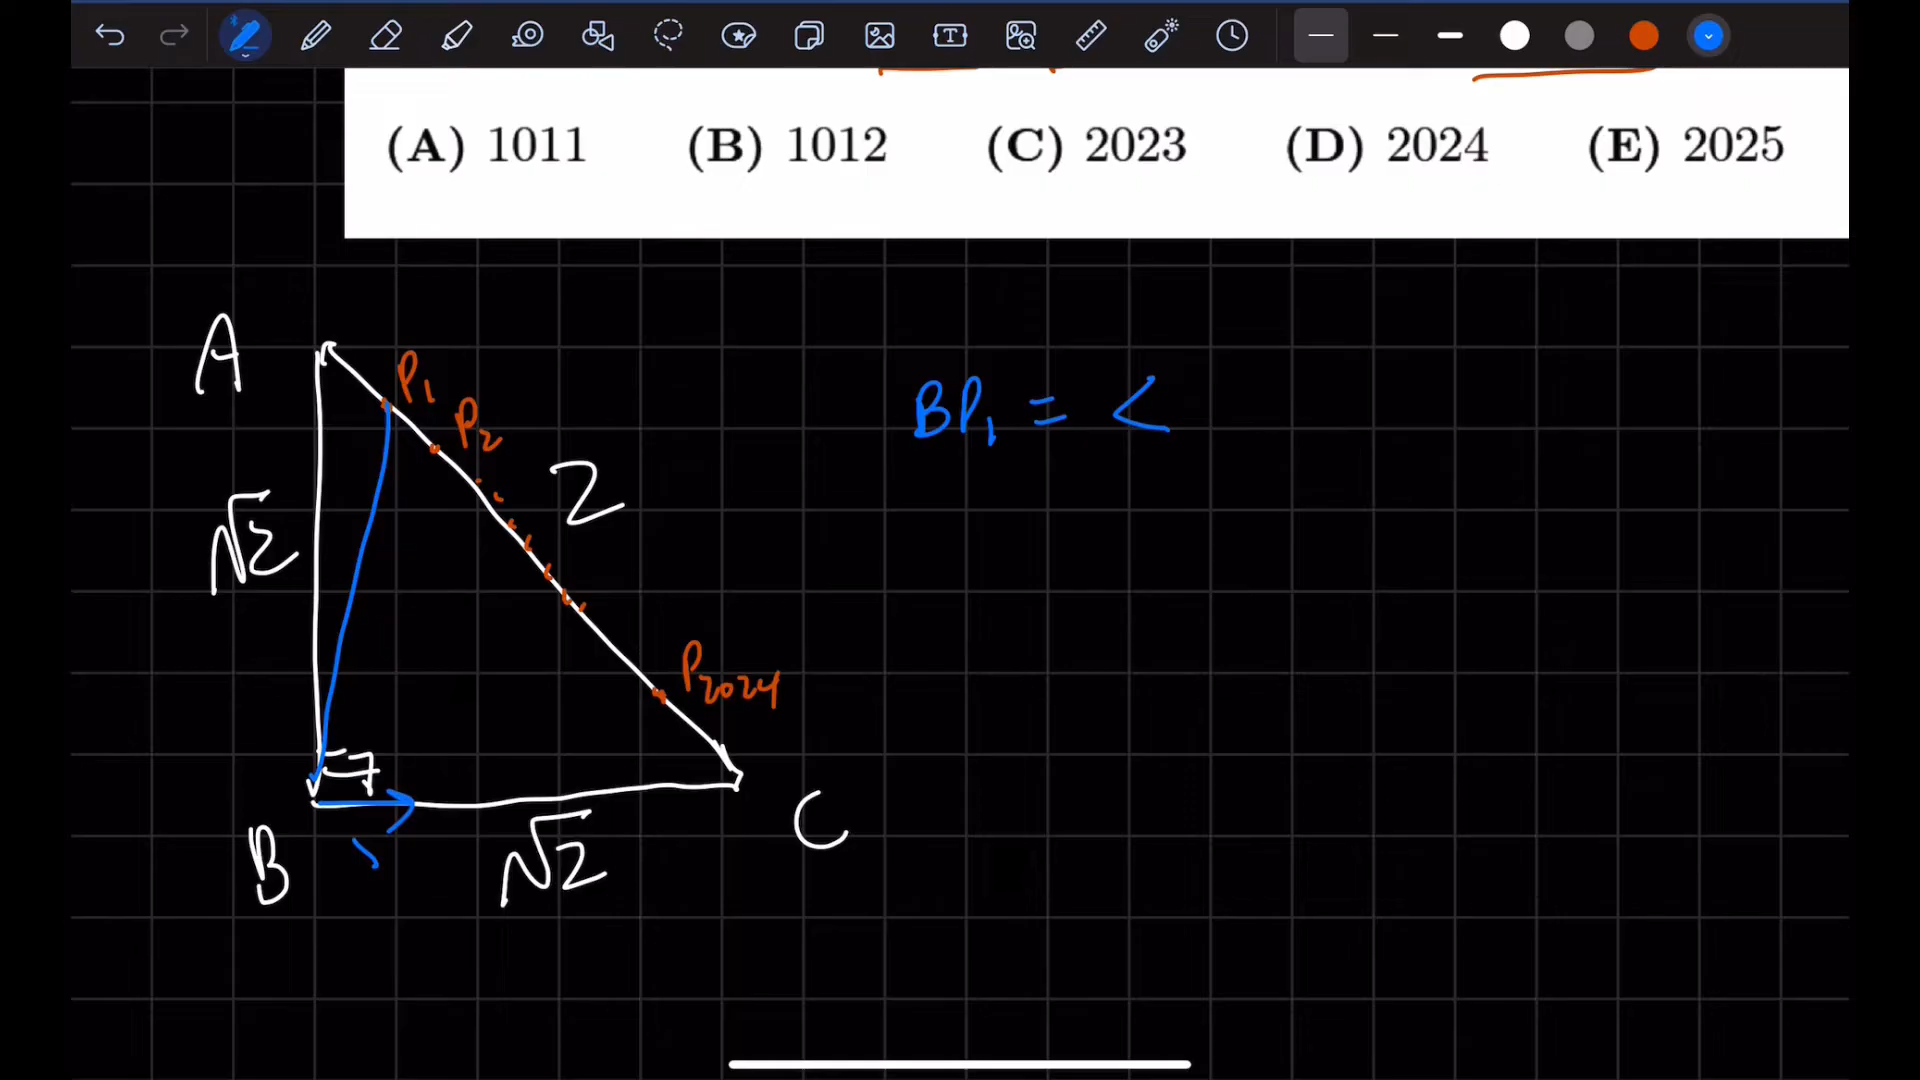 (A) 1011 (B) 1012 (C) 2023 (D) 2024 (E) 2025
A
P₁
P₂
BP₁ = <
2
√2
P₂₀₂₄
B
√2
C